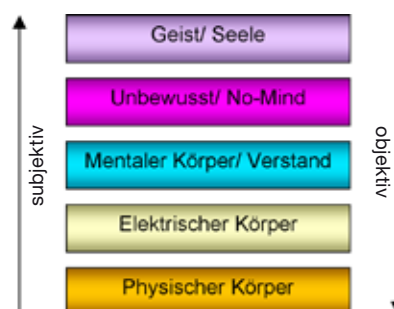 Geist/ Seele
Unbewusst/ No-Mind
Mentaler Körper/ Verstand
Elektrischer Körper
Physischer Körper
subjektiv
objektiv